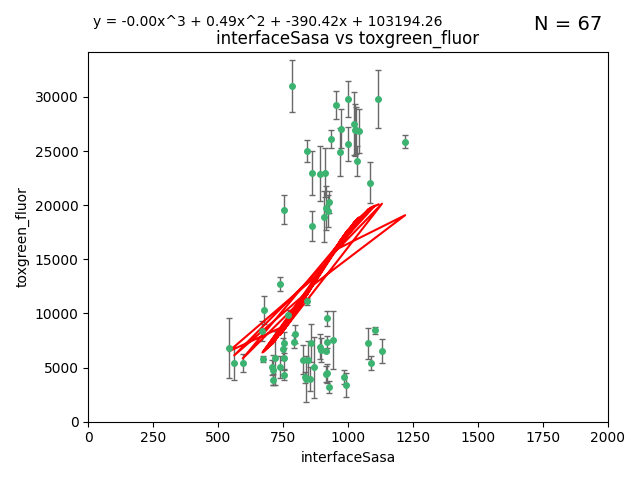 y = -0.00x^3 + 0.49x^2 + -390.42x + 103194.26
N = 67
interfaceSasa vs toxgreen_fluor
30000
25000
20000
15000
10000
5000
0
toxgreen_fluor
0 250 500 750 1000 1250 1500 1750 2000
interfaceSasa